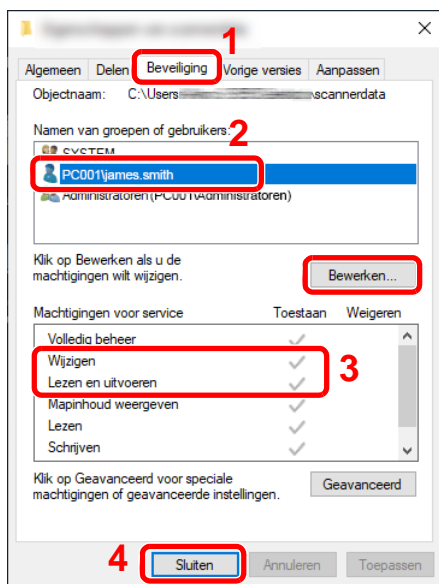 1
Algemeen Delen Beveiliging Vorige versies Aanpassen
Objectnaam: C:\Users \scannerdata
Namen van groepen of gebruikers:
2
SYSTEM
PC001\james.smith
Administratoren (PC001\Administratoren)
Klik op Bewerken als u de
machtigingen wilt wijzigen.
Bewerken...
Machtigingen voor service Toestaan Weigeren
Volledig beheer
Wijzigen
Lezen en uitvoeren
3
Mapinhoud weergeven
Lezen
Schrijven
Klik op Geavanceerd voor speciale
machtigingen of geavanceerde instellingen.
Geavanceerd
4
Sluiten Annuleren Toepassen